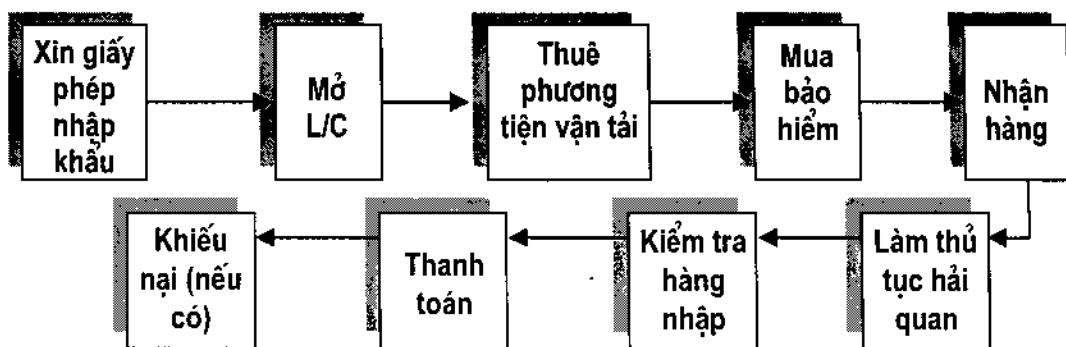 Xin giấy
phép
nhập
khẩu
Mở
L/C
Thuê
phương
tiện vận tải
Mua
bảo
hiểm
Nhận
hàng
Làm thủ
tục hải
quan
Kiểm tra
hàng
nhập
Thanh
toán
Khiếu
nại (nếu
có)